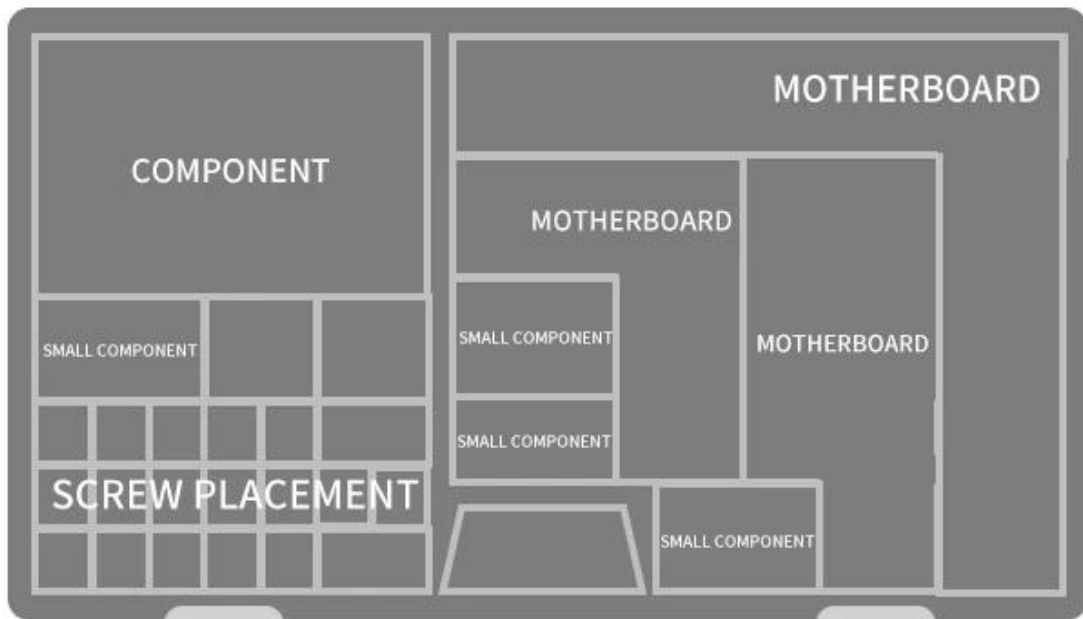 MOTHERBOARD
COMPONENT
MOTHERBOARD
SMALL COMPONENT
MOTHERBOARD
SMALL COMPONENT
SMALL COMPONENT
SCREW PLACEMENT
SMALL COMPONENT